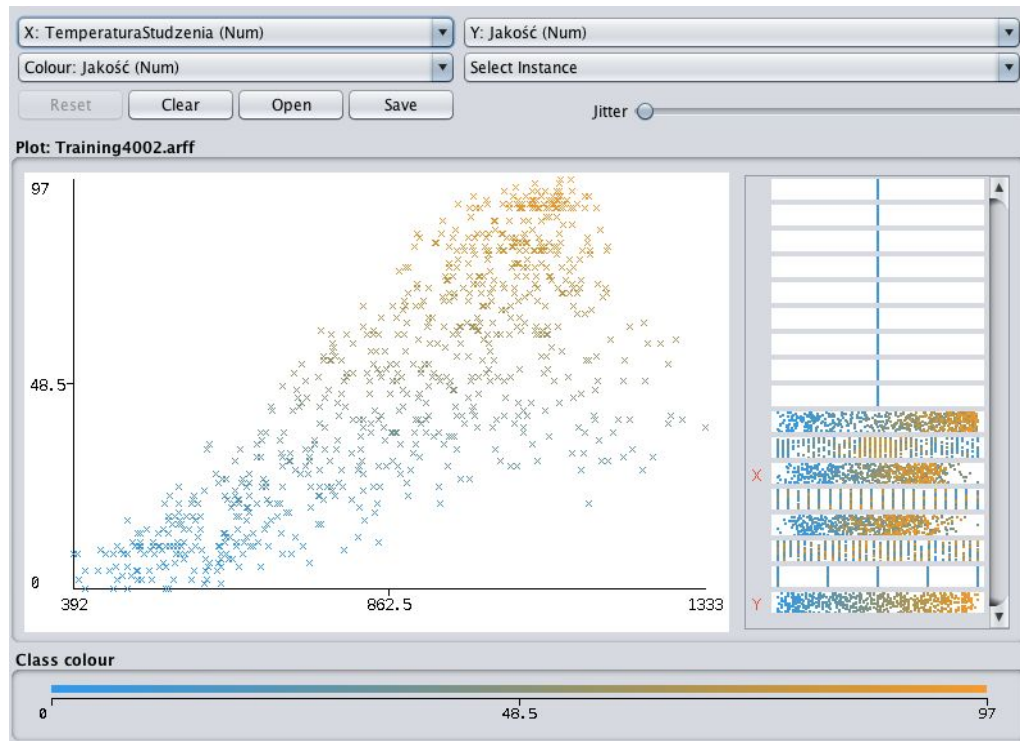 X: TemperaturaStudzenia (Num)
Y: Jakość (Num)
Colour: Jakość (Num)
Select Instance
Reset
Clear
Open
Save
Jitter
Plot: Training4002.arff
97
48.5
0
392
862.5
1333
X
Y
Class colour
0
48.5
97